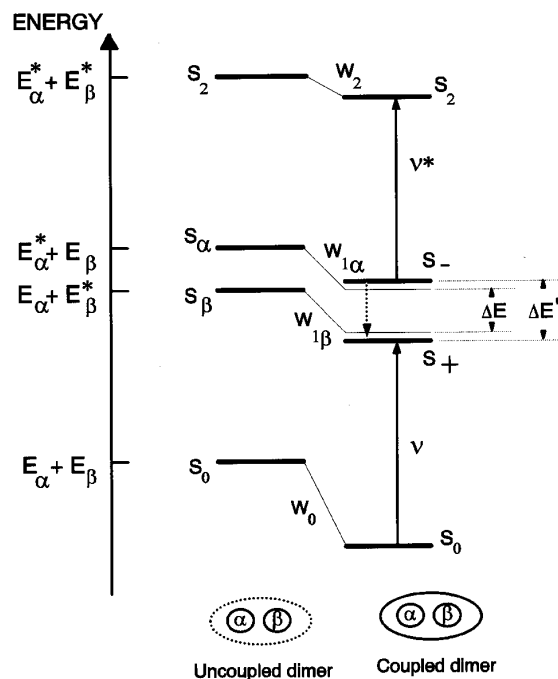 ENERGY
E*α + E*β
S2 W2 S2
ν*
E*α + Eβ
Sα W1α S−
Eα + E*β
Sβ W1β S+
ΔE ΔE'
ν
Eα + Eβ
S0 W0 S0
α β α β
Uncoupled dimer Coupled dimer